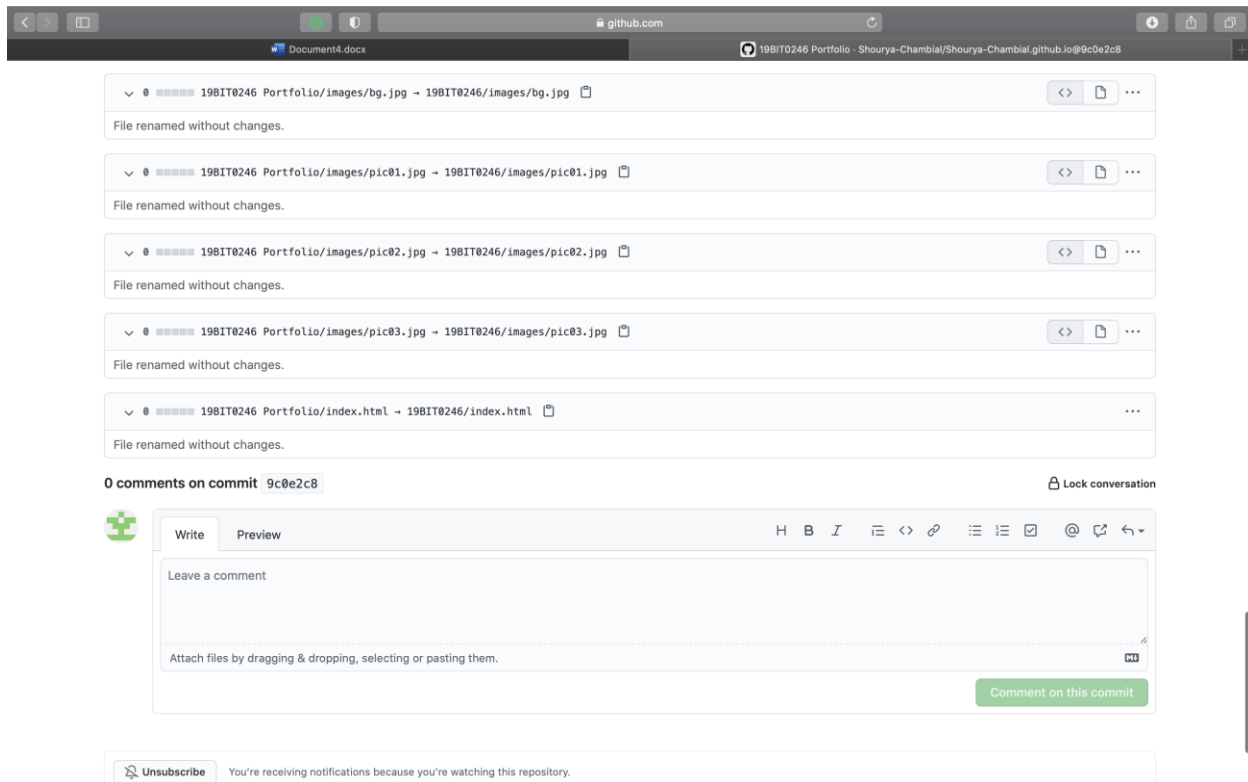 github.com
Document4.docx
19BIT0246 Portfolio · Shourya-Chambial/Shourya-Chambial.github.io@9c0e2c8
0 19BIT0246 Portfolio/images/bg.jpg → 19BIT0246/images/bg.jpg
File renamed without changes.
0 19BIT0246 Portfolio/images/pic01.jpg → 19BIT0246/images/pic01.jpg
File renamed without changes.
0 19BIT0246 Portfolio/images/pic02.jpg → 19BIT0246/images/pic02.jpg
File renamed without changes.
0 19BIT0246 Portfolio/images/pic03.jpg → 19BIT0246/images/pic03.jpg
File renamed without changes.
0 19BIT0246 Portfolio/index.html → 19BIT0246/index.html
File renamed without changes.
0 comments on commit 9c0e2c8
Lock conversation
Write Preview
H B I
Leave a comment
Attach files by dragging & dropping, selecting or pasting them.
Comment on this commit
Unsubscribe You're receiving notifications because you're watching this repository.